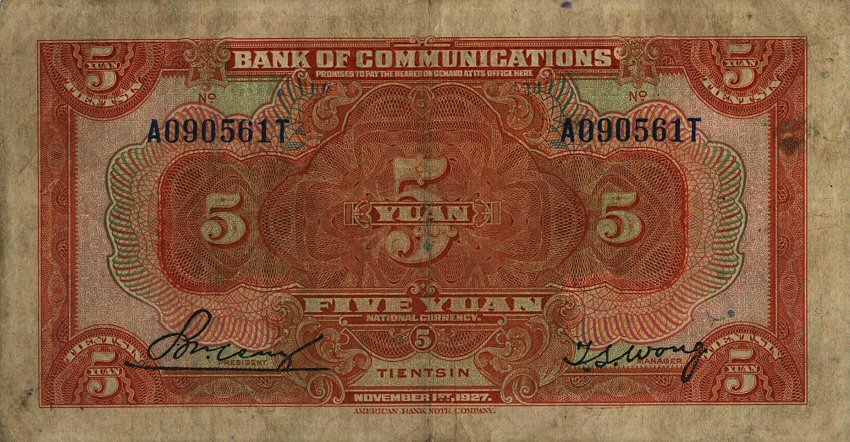 5 YUAN TIENTSIN
BANK OF COMMUNICATIONS
5 YUAN TIENTSIN
PROMISES TO PAY THE BEARER ON DEMAND AT ITS OFFICE HERE
No No
A090561T A090561T
5
5 5 YUAN 5
FIVE YUAN
NATIONAL CURRENCY.
5
PRESIDENT. T.S. Wong MANAGER.
TIENTSIN 5 YUAN
TIENTSIN
TIENTSIN 5 YUAN
NOVEMBER 1ST, 1927.
AMERICAN BANK NOTE COMPANY.